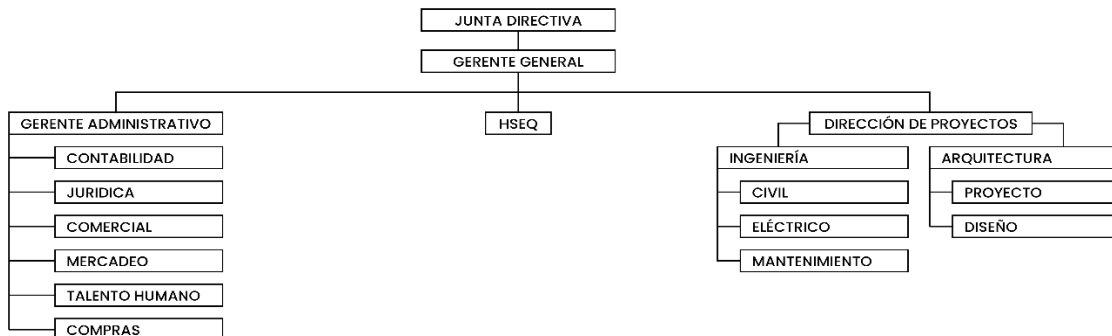 JUNTA DIRECTIVA
GERENTE GENERAL
GERENTE ADMINISTRATIVO
CONTABILIDAD
JURIDICA
COMERCIAL
MERCADEO
TALENTO HUMANO
COMPRAS
HSEQ
DIRECCIÓN DE PROYECTOS
INGENIERÍA
CIVIL
ELÉCTRICO
MANTENIMIENTO
ARQUITECTURA
PROYECTO
DISEÑO